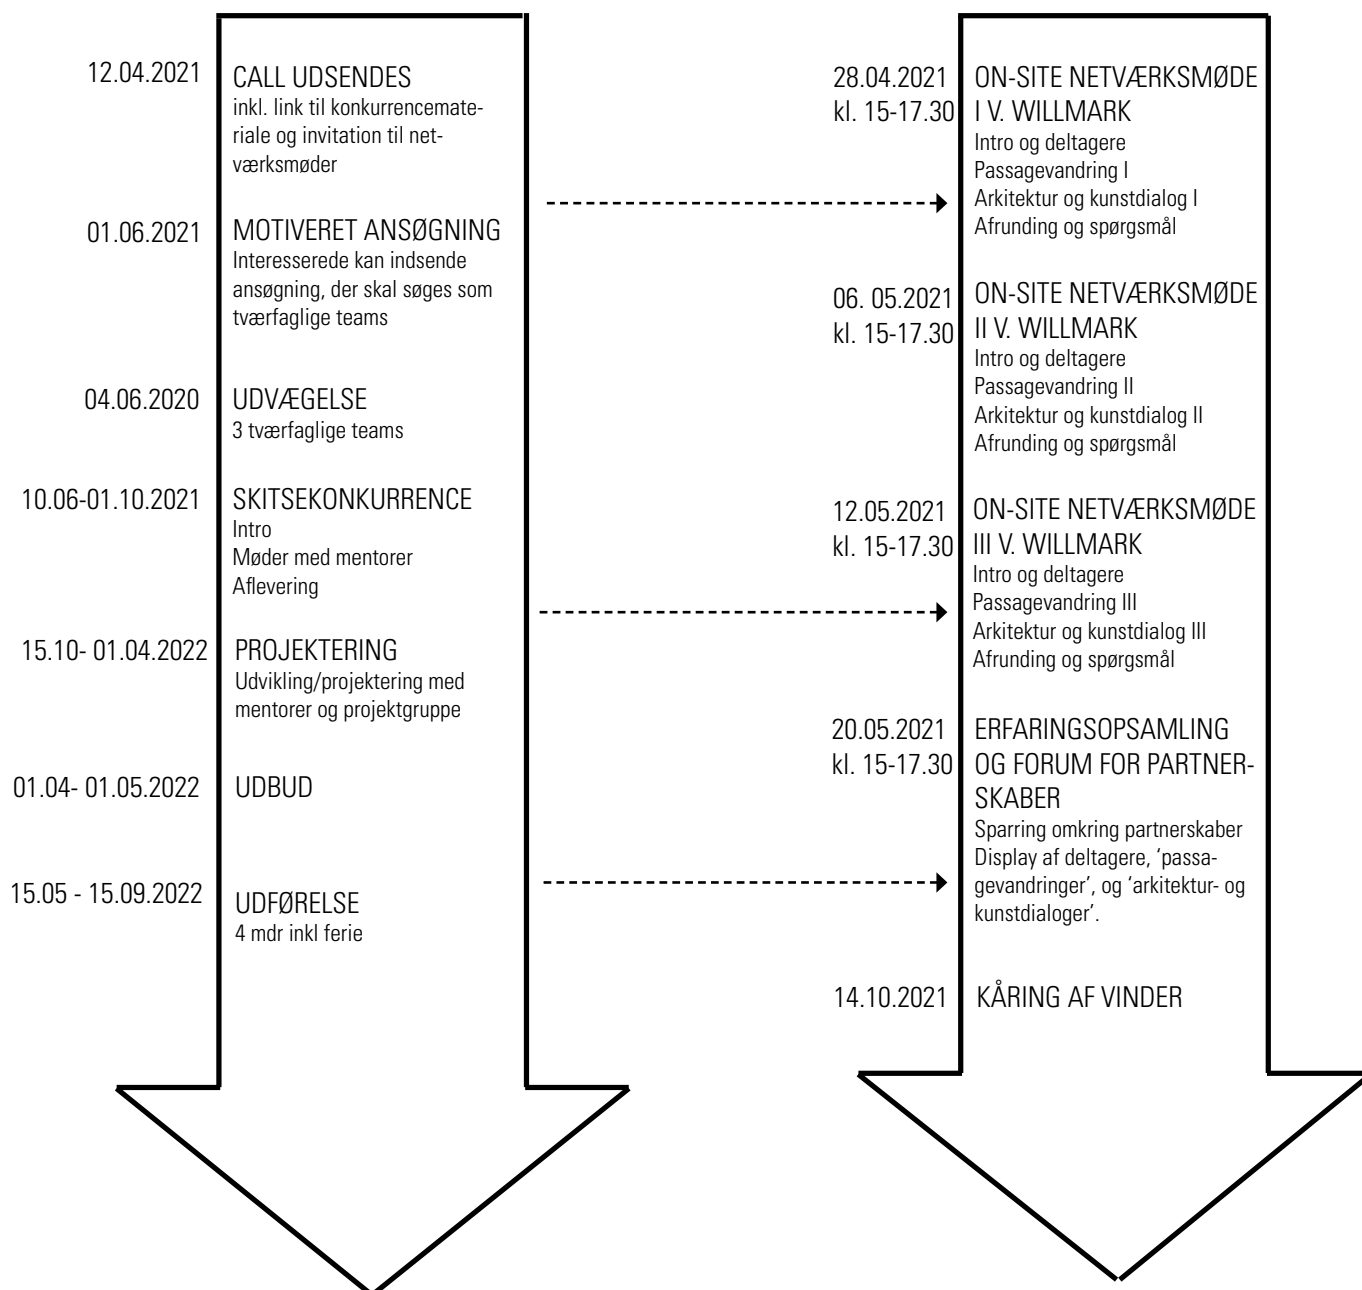 12.04.2021
CALL UDSENDES
inkl. link til konkurrencemate-
riale og invitation til net-
værksmøder
01.06.2021
MOTIVERET ANSØGNING
Interesserede kan indsende
ansøgning, der skal søges som
tværfaglige teams
04.06.2020
UDVÆGELSE
3 tværfaglige teams
10.06-01.10.2021
SKITSEKONKURRENCE
Intro
Møder med mentorer
Aflevering
15.10- 01.04.2022
PROJEKTERING
Udvikling/projektering med
mentorer og projektgruppe
01.04- 01.05.2022
UDBUD
15.05 - 15.09.2022
UDFØRELSE
4 mdr inkl ferie
28.04.2021
kl. 15-17.30
ON-SITE NETVÆRKSMØDE
I V. WILLMARK
Intro og deltagere
Passagevandring I
Arkitektur og kunstdialog I
Afrunding og spørgsmål
06. 05.2021
kl. 15-17.30
ON-SITE NETVÆRKSMØDE
II V. WILLMARK
Intro og deltagere
Passagevandring II
Arkitektur og kunstdialog II
Afrunding og spørgsmål
12.05.2021
kl. 15-17.30
ON-SITE NETVÆRKSMØDE
III V. WILLMARK
Intro og deltagere
Passagevandring III
Arkitektur og kunstdialog III
Afrunding og spørgsmål
20.05.2021
kl. 15-17.30
ERFARINGSOPSAMLING
OG FORUM FOR PARTNER-
SKABER
Sparring omkring partnerskaber
Display af deltagere, ‘passa-
gevandringer’, og ‘arkitektur- og
kunstdialoger’.
14.10.2021
KÅRING AF VINDER